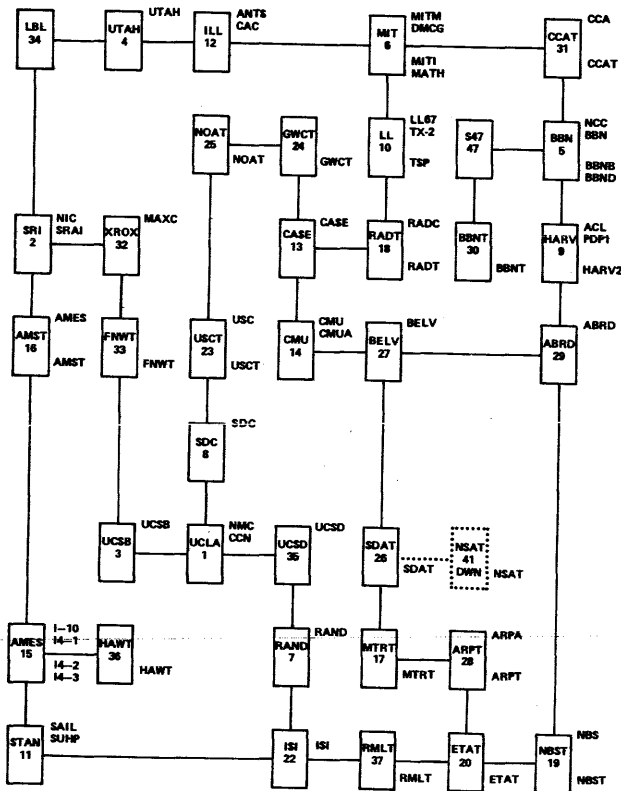 ANTS
UTAH CAC MITM
DMCG CCA
LBL
34
UTAH
4
ILL
12
MIT
6
CCAT
31
MITI
MATH
CCAT
NOAT
25
GWCT
24
LL
10
LL67
TX-2
S47
47
BBN
5
NCC
BBN
NOAT
GWCT
TSP
BBNB
BBND
SRI
2
NIC
SRAI
XROX
32
MAXC
CASE
13
CASE
RADT
18
RADC
BBNT
30
HARV
9
ACL
PDP1
RADT
BBNT
HARV2
AMST
16
AMES
FNWT
33
USCT
23
USC
CMU
14
CMU
CMUA
BELV
27
BELV
ABRD
29
ABRD
AMST
FNWT
USCT
SDC
8
SDC
UCSB
3
UCSB
UCLA
1
NMC
CCN
UCSD
35
UCSD
SDAT
26
SDAT
NSAT
41
DWN
NSAT
AMES
15
I-10
I4-1
I4-2
I4-3
HAWT
36
HAWT
RAND
7
RAND
MTRT
17
MTRT
ARPT
28
ARPA
ARPT
STAN
11
SAIL
SUHP
ISI
22
ISI
RMLT
37
RMLT
ETAT
20
ETAT
NBST
19
NBS
NBST